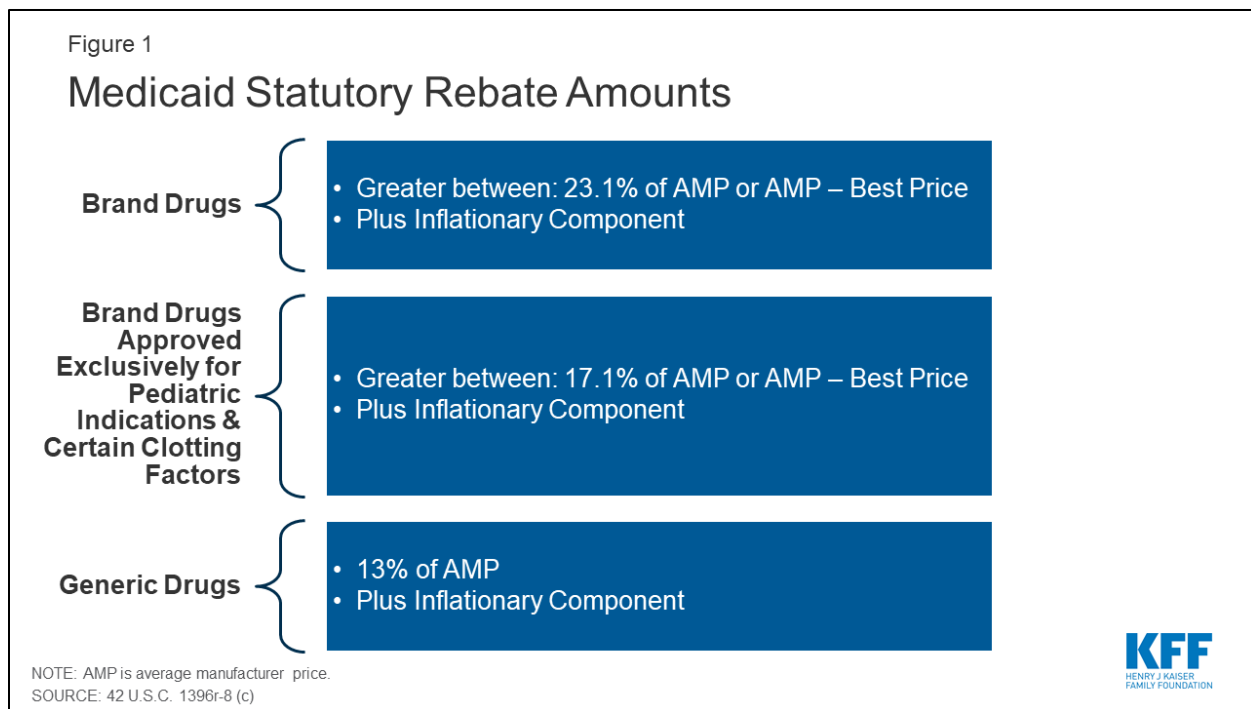 Figure 1
Medicaid Statutory Rebate Amounts
Brand Drugs
• Greater between: 23.1% of AMP or AMP – Best Price
• Plus Inflationary Component
Brand Drugs
Approved
Exclusively for
Pediatric
Indications &
Certain Clotting
Factors
• Greater between: 17.1% of AMP or AMP – Best Price
• Plus Inflationary Component
Generic Drugs
• 13% of AMP
• Plus Inflationary Component
NOTE: AMP is average manufacturer price.
SOURCE: 42 U.S.C. 1396r-8 (c)
KFF
HENRY J KAISER
FAMILY FOUNDATION